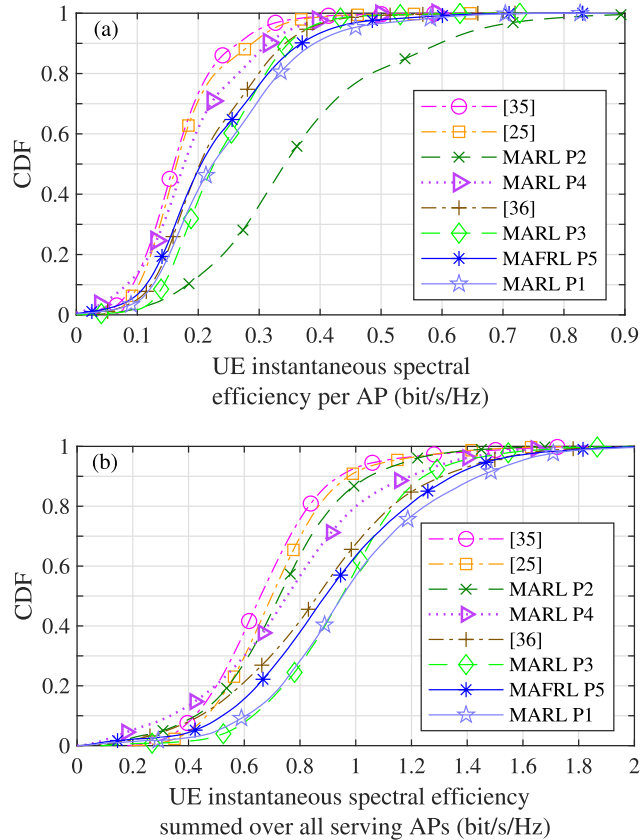 (a)
1
0.8
0.6
0.4
0.2
0
CDF
[35]
[25]
MARL P2
MARL P4
[36]
MARL P3
MAFRL P5
MARL P1
0 0.1 0.2 0.3 0.4 0.5 0.6 0.7 0.8 0.9
UE instantaneous spectral
efficiency per AP (bit/s/Hz)
(b)
1
0.8
0.6
0.4
0.2
0
CDF
[35]
[25]
MARL P2
MARL P4
[36]
MARL P3
MAFRL P5
MARL P1
0 0.2 0.4 0.6 0.8 1 1.2 1.4 1.6 1.8 2
UE instantaneous spectral efficiency
summed over all serving APs (bit/s/Hz)